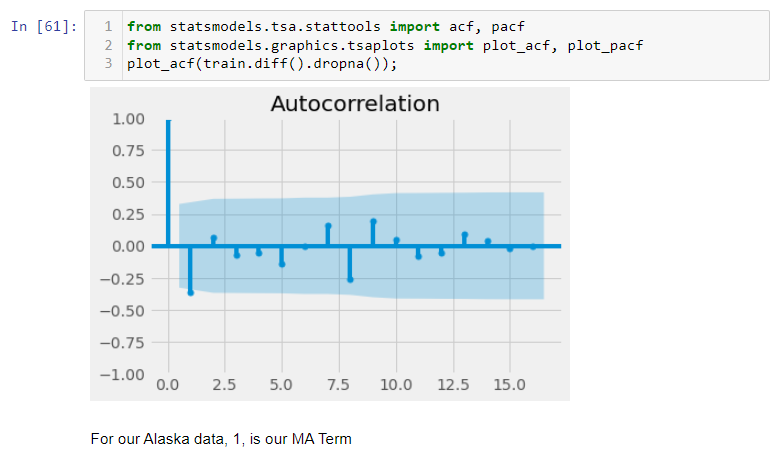 In [61]:
1 from statsmodels.tsa.stattools import acf, pacf
2 from statsmodels.graphics.tsaplots import plot_acf, plot_pacf
3 plot_acf(train.diff().dropna());
Autocorrelation
1.00
0.75
0.50
0.25
0.00
−0.25
−0.50
−0.75
−1.00
0.0 2.5 5.0 7.5 10.0 12.5 15.0
For our Alaska data, 1, is our MA Term